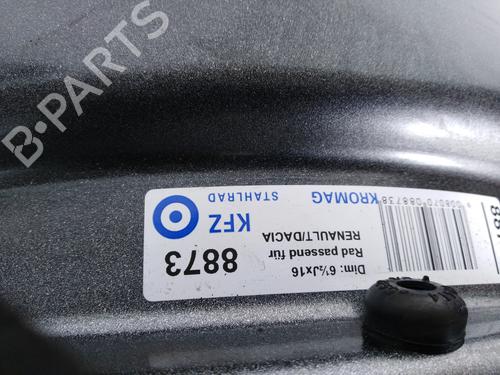 B-PARTS
KFZ
STAHLRAD
KROMAG
8873
Rad passend für
RENAULT/DACIA
Dim: 6½Jx16